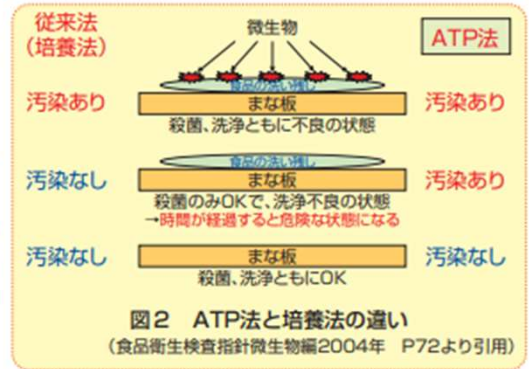 従来法
（培養法）
微生物
ATP法
汚染あり
食品の洗い残し
まな板
汚染あり
殺菌、洗浄ともに不良の状態
汚染なし
食品の洗い残し
まな板
汚染あり
殺菌のみOKで、洗浄不良の状態
→時間が経過すると危険な状態になる
汚染なし
まな板
汚染なし
殺菌、洗浄ともにOK
図2 ATP法と培養法の違い
（食品衛生検査指針微生物編2004年 P72より引用）